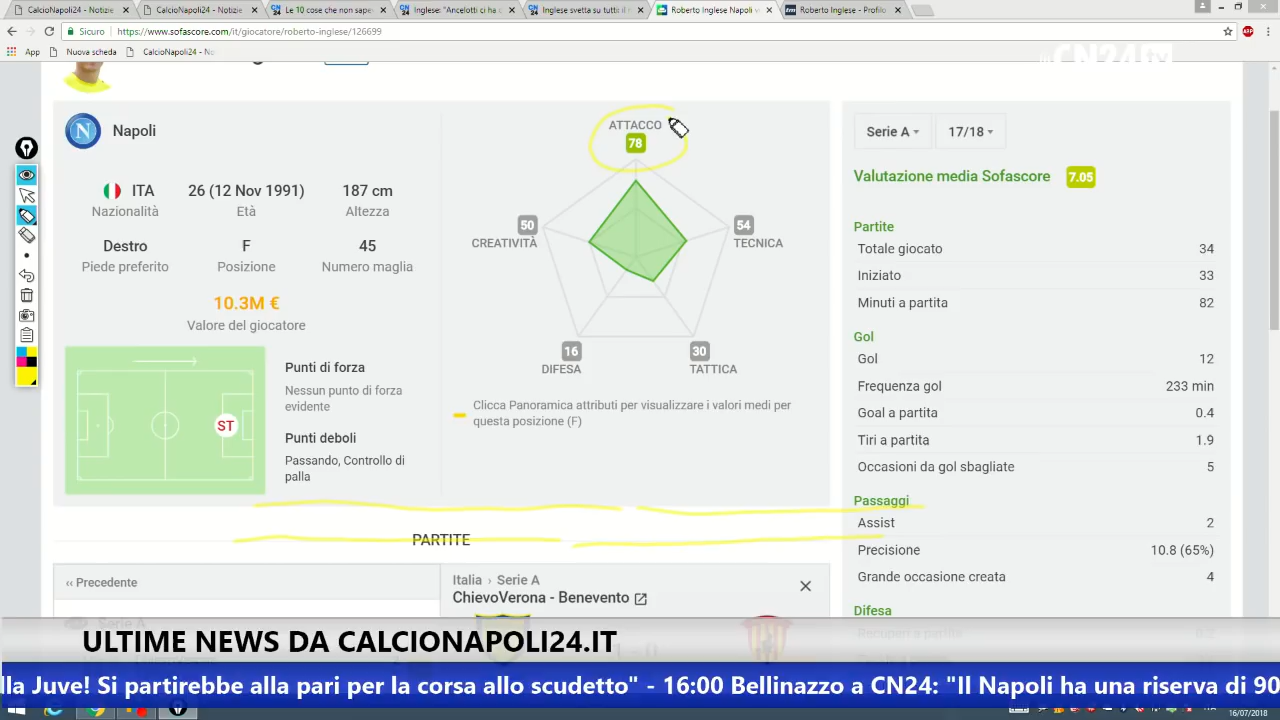 CalcioNapoli24 - Notizie
CalcioNapoli24 - Notizie
Le 10 cose che non sape
Inglese: "Ancelotti ci ha c
Inglese svetta su tutti il r
Roberto Inglese Napoli v
Roberto Inglese - Profilo
Sicuro
https://www.sofascore.com/it/giocatore/roberto-inglese/126699
App
Nuova scheda
CalcioNapoli24 - No
CN24.tv
Napoli
ITA
Nazionalità
26 (12 Nov 1991)
Età
187 cm
Altezza
Destro
Piede preferito
F
Posizione
45
Numero maglia
10.3M €
Valore del giocatore
ST
Punti di forza
Nessun punto di forza
evidente
Punti deboli
Passando, Controllo di
palla
ATTACCO
78
50
CREATIVITÀ
54
TECNICA
16
DIFESA
30
TATTICA
Clicca Panoramica attributi per visualizzare i valori medi per
questa posizione (F)
PARTITE
‹‹ Precedente
Serie A
Italia › Serie A
ChievoVerona - Benevento
1 - 0
Serie A
17/18
Valutazione media Sofascore 7.05
Partite
Totale giocato 34
Iniziato 33
Minuti a partita 82
Gol
Gol 12
Frequenza gol 233 min
Goal a partita 0.4
Tiri a partita 1.9
Occasioni da gol sbagliate 5
Passaggi
Assist 2
Precisione 10.8 (65%)
Grande occasione creata 4
Difesa
ULTIME NEWS DA CALCIONAPOLI24.IT
lla Juve! Si partirebbe alla pari per la corsa allo scudetto" - 16:00 Bellinazzo a CN24: "Il Napoli ha una riserva di 90
16/07/2018